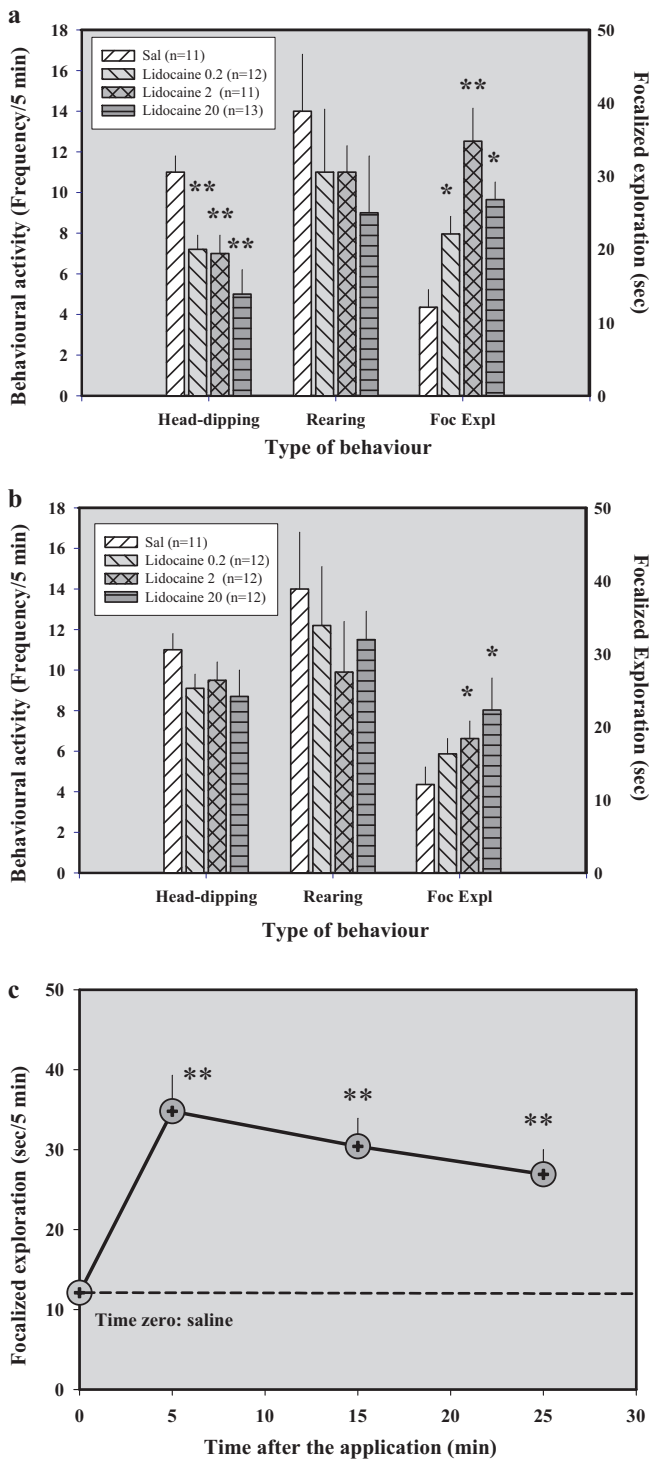 a
18
16
14
12
10
8
6
4
2
0
Behavioural activity (Frequency/5 min)
Sal (n=11)
Lidocaine 0.2 (n=12)
Lidocaine 2 (n=11)
Lidocaine 20 (n=13)
**
**
**
*
**
*
50
40
30
20
10
0
Focalized exploration
(sec)
Head-dipping Rearing Foc Expl
Type of behaviour
b
18
16
14
12
10
8
6
4
2
0
Behavioural activity (Frequency/5 min)
Sal (n=11)
Lidocaine 0.2 (n=12)
Lidocaine 2 (n=12)
Lidocaine 20 (n=12)
*
*
50
40
30
20
10
0
Focalized Exploration
(sec)
Head-dipping Rearing Foc Expl
Type of behaviour
c
50
40
30
20
10
0
Focalized exploration (sec/5 min)
**
**
**
Time zero: saline
0 5 10 15 20 25 30
Time after the application (min)